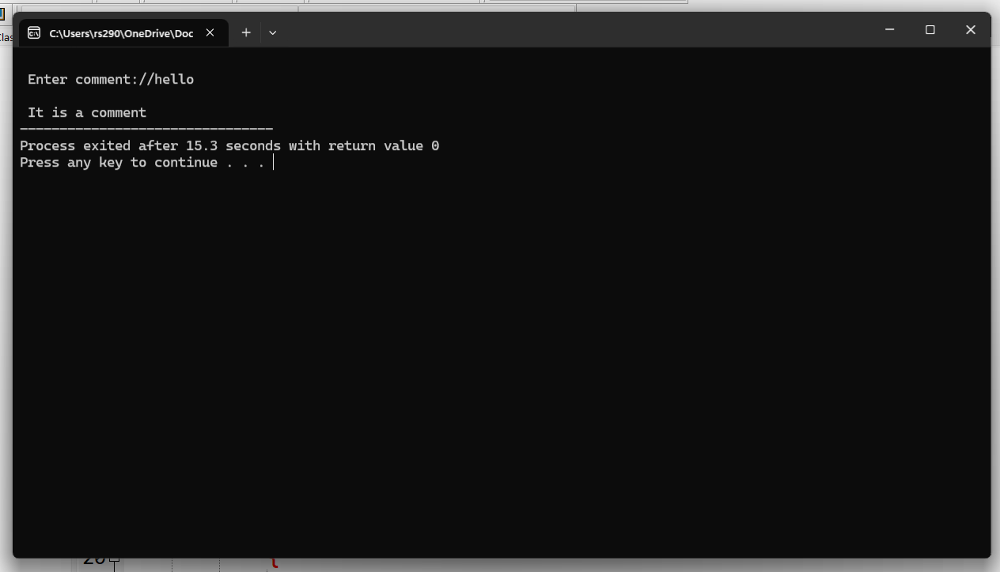 C:\Users\rs290\OneDrive\Doc
Enter comment://hello
It is a comment
--------------------------------
Process exited after 15.3 seconds with return value 0
Press any key to continue . . .